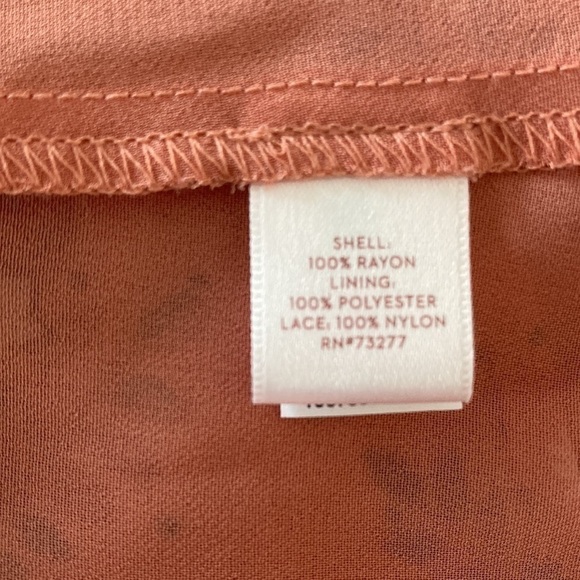 SHELL:
100% RAYON
LINING:
100% POLYESTER
LACE: 100% NYLON
RN#73277